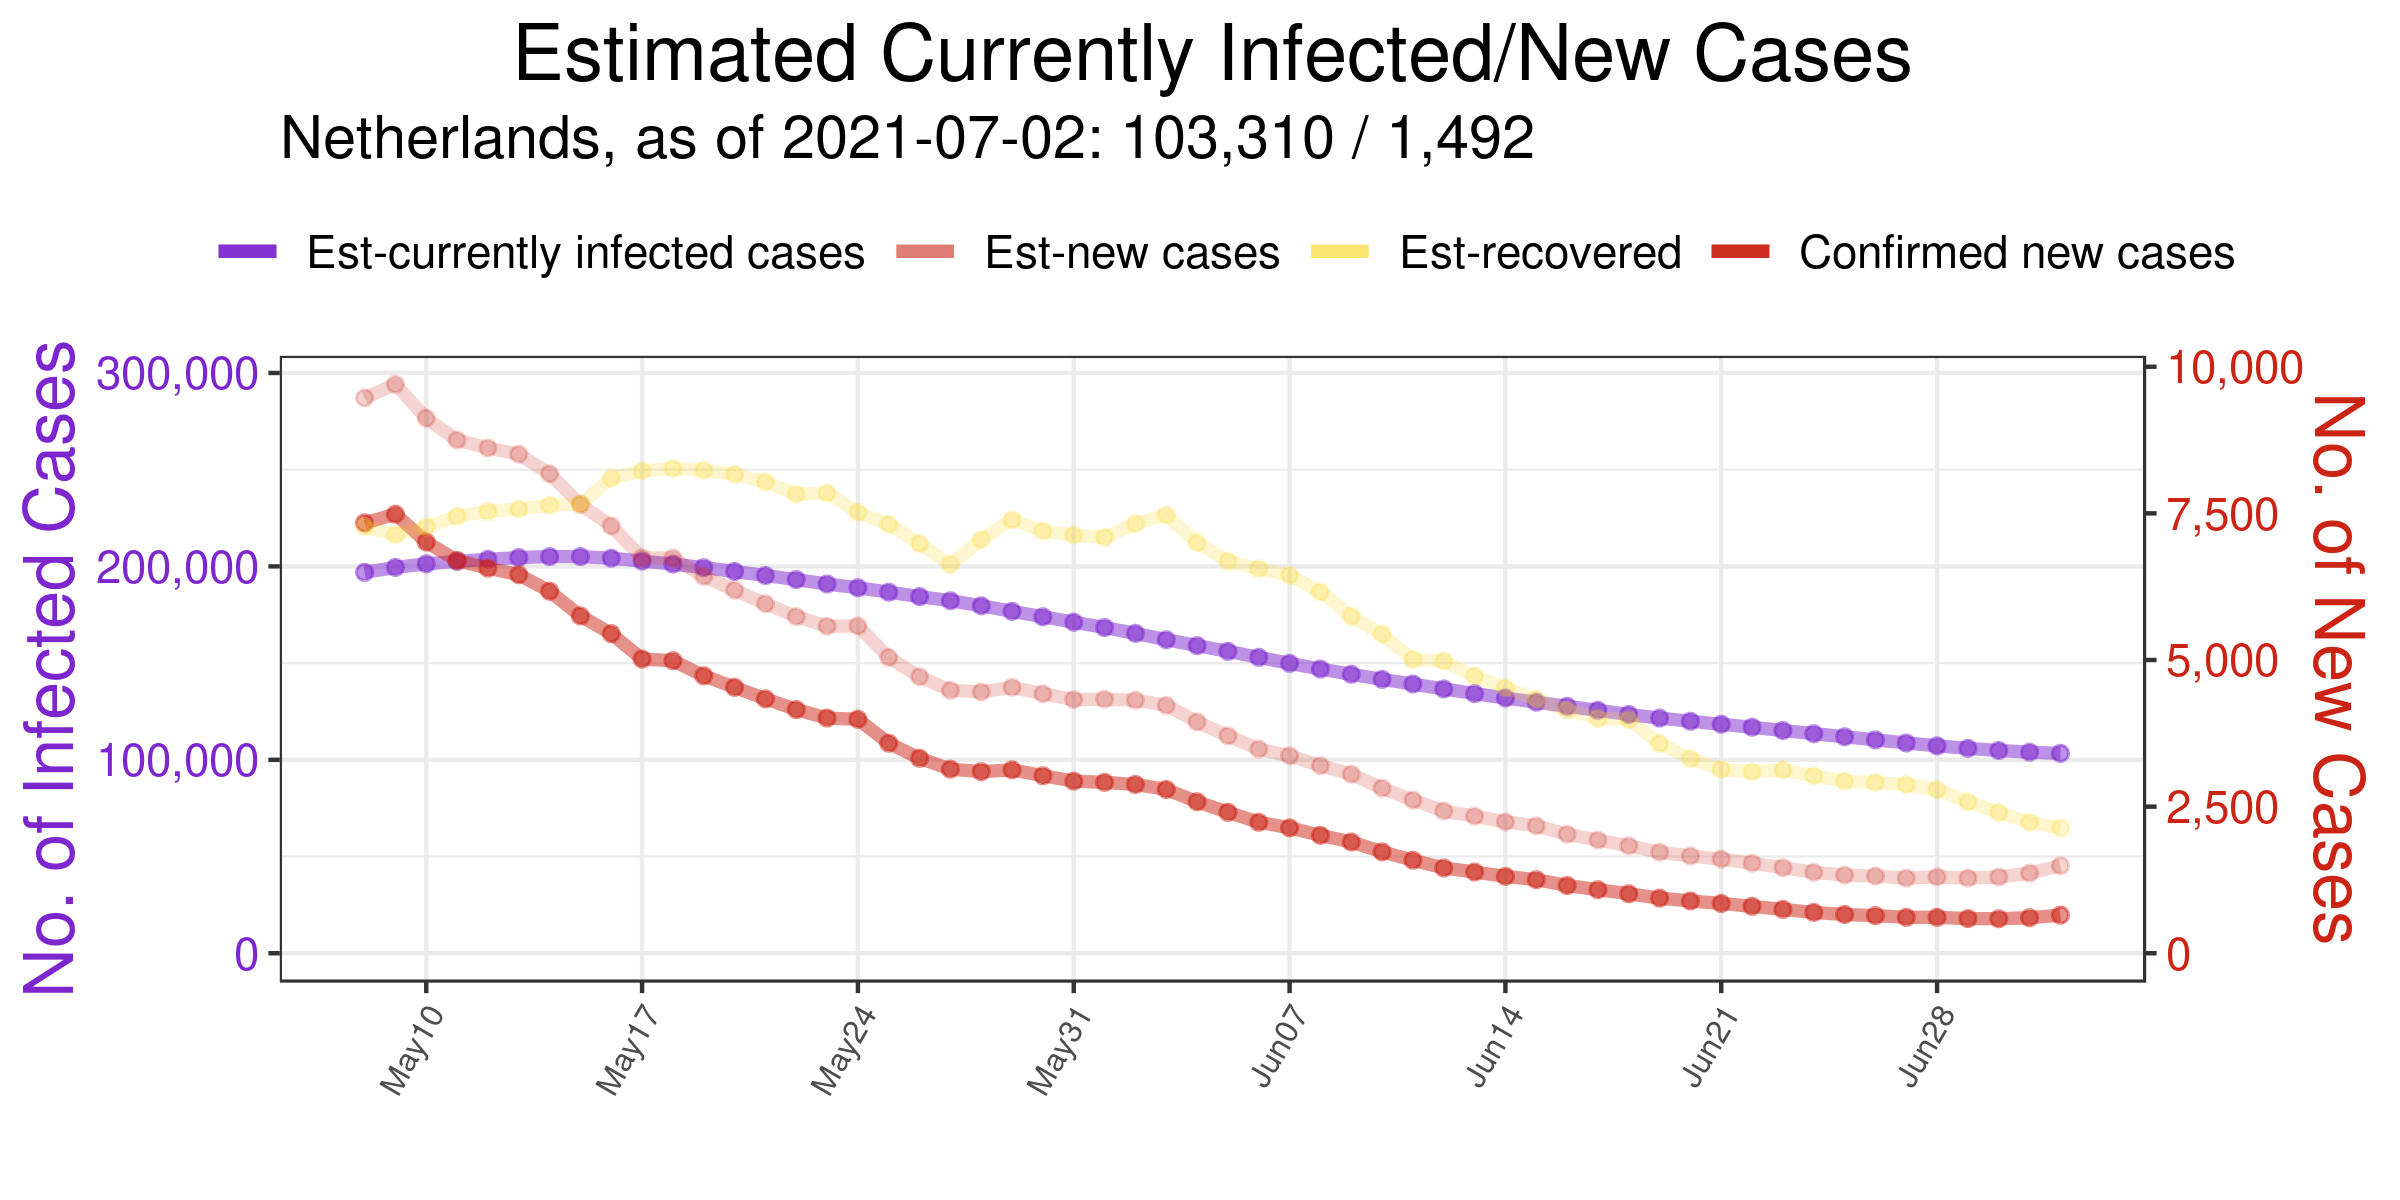 Estimated Currently Infected/New Cases
Netherlands, as of 2021-07-02: 103,310 / 1,492
Est-currently infected cases Est-new cases Est-recovered Confirmed new cases
No. of Infected Cases
300,000
200,000
100,000
0
10,000
7,500
5,000
2,500
0
No. of New Cases
May10 May17 May24 May31 Jun07 Jun14 Jun21 Jun28